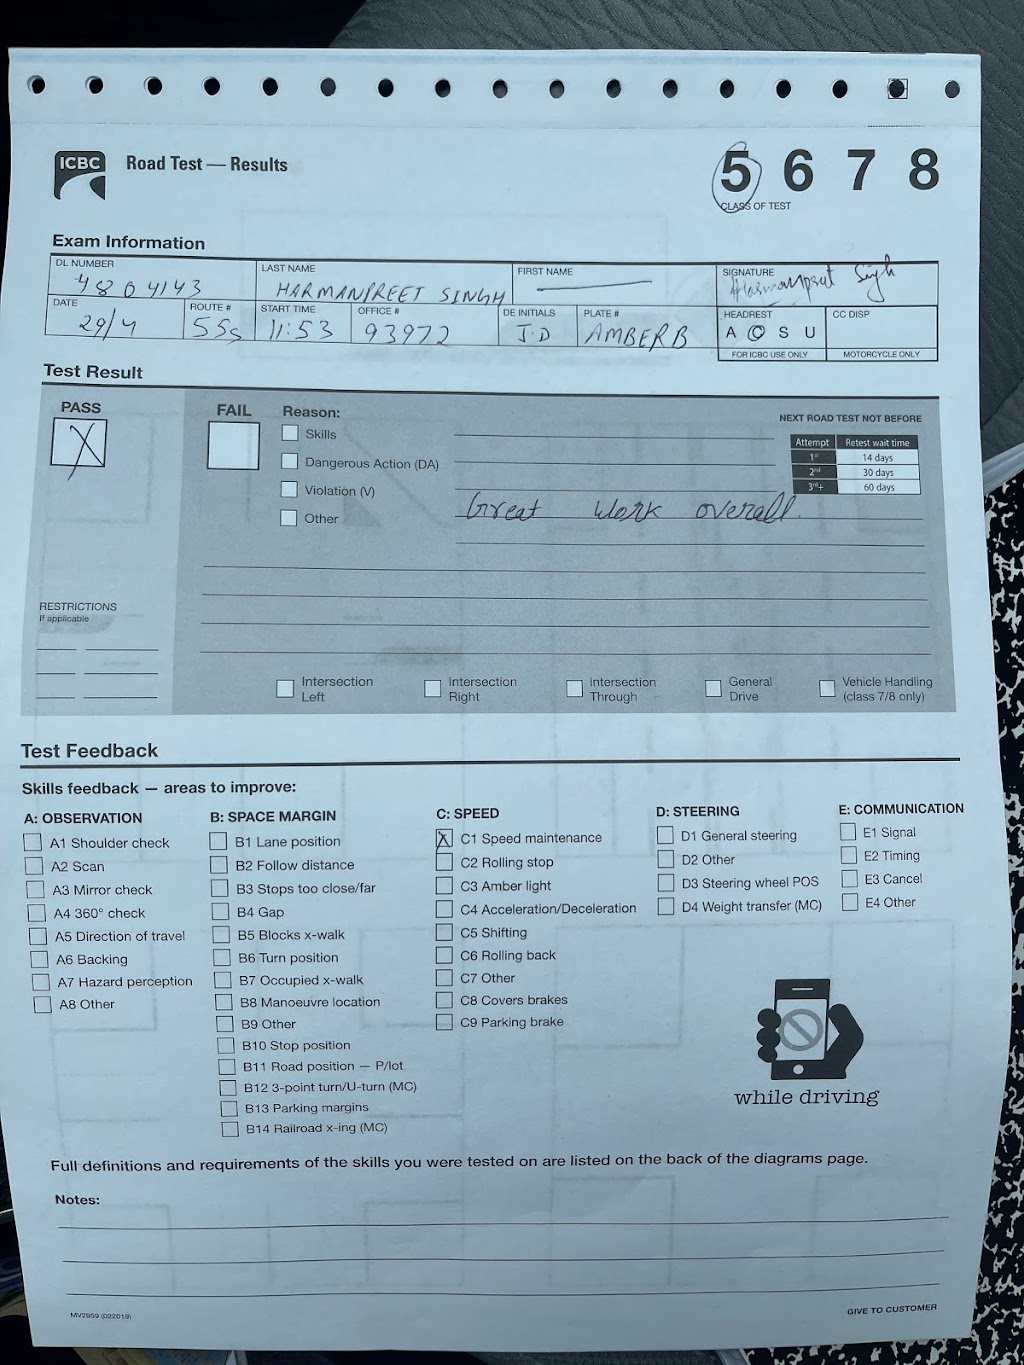 ICBC Road Test — Results
5 6 7 8
CLASS OF TEST
Exam Information
DL NUMBER LAST NAME FIRST NAME SIGNATURE
4804143 HARMANPREET SINGH Harmanpreet Singh
DATE ROUTE # START TIME OFFICE # DE INITIALS PLATE # HEADREST CC DISP
29/4 555 11:53 93972 J.D AMBERB A C S U
FOR ICBC USE ONLY MOTORCYCLE ONLY
Test Result
PASS FAIL Reason:
X
Skills
Dangerous Action (DA)
Violation (V)
Other
Great work overall.
NEXT ROAD TEST NOT BEFORE
Attempt Retest wait time
1st 14 days
2nd 30 days
3rd+ 60 days
RESTRICTIONS
If applicable
Intersection Left
Intersection Right
Intersection Through
General Drive
Vehicle Handling (class 7/8 only)
Test Feedback
Skills feedback — areas to improve:
A: OBSERVATION
A1 Shoulder check
A2 Scan
A3 Mirror check
A4 360° check
A5 Direction of travel
A6 Backing
A7 Hazard perception
A8 Other
B: SPACE MARGIN
B1 Lane position
B2 Follow distance
B3 Stops too close/far
B4 Gap
B5 Blocks x-walk
B6 Turn position
B7 Occupied x-walk
B8 Manoeuvre location
B9 Other
B10 Stop position
B11 Road position — P/lot
B12 3-point turn/U-turn (MC)
B13 Parking margins
B14 Railroad x-ing (MC)
C: SPEED
X C1 Speed maintenance
C2 Rolling stop
C3 Amber light
C4 Acceleration/Deceleration
C5 Shifting
C6 Rolling back
C7 Other
C8 Covers brakes
C9 Parking brake
D: STEERING
D1 General steering
D2 Other
D3 Steering wheel POS
D4 Weight transfer (MC)
E: COMMUNICATION
E1 Signal
E2 Timing
E3 Cancel
E4 Other
while driving
Full definitions and requirements of the skills you were tested on are listed on the back of the diagrams page.
Notes:
MV2959 (022019)
GIVE TO CUSTOMER